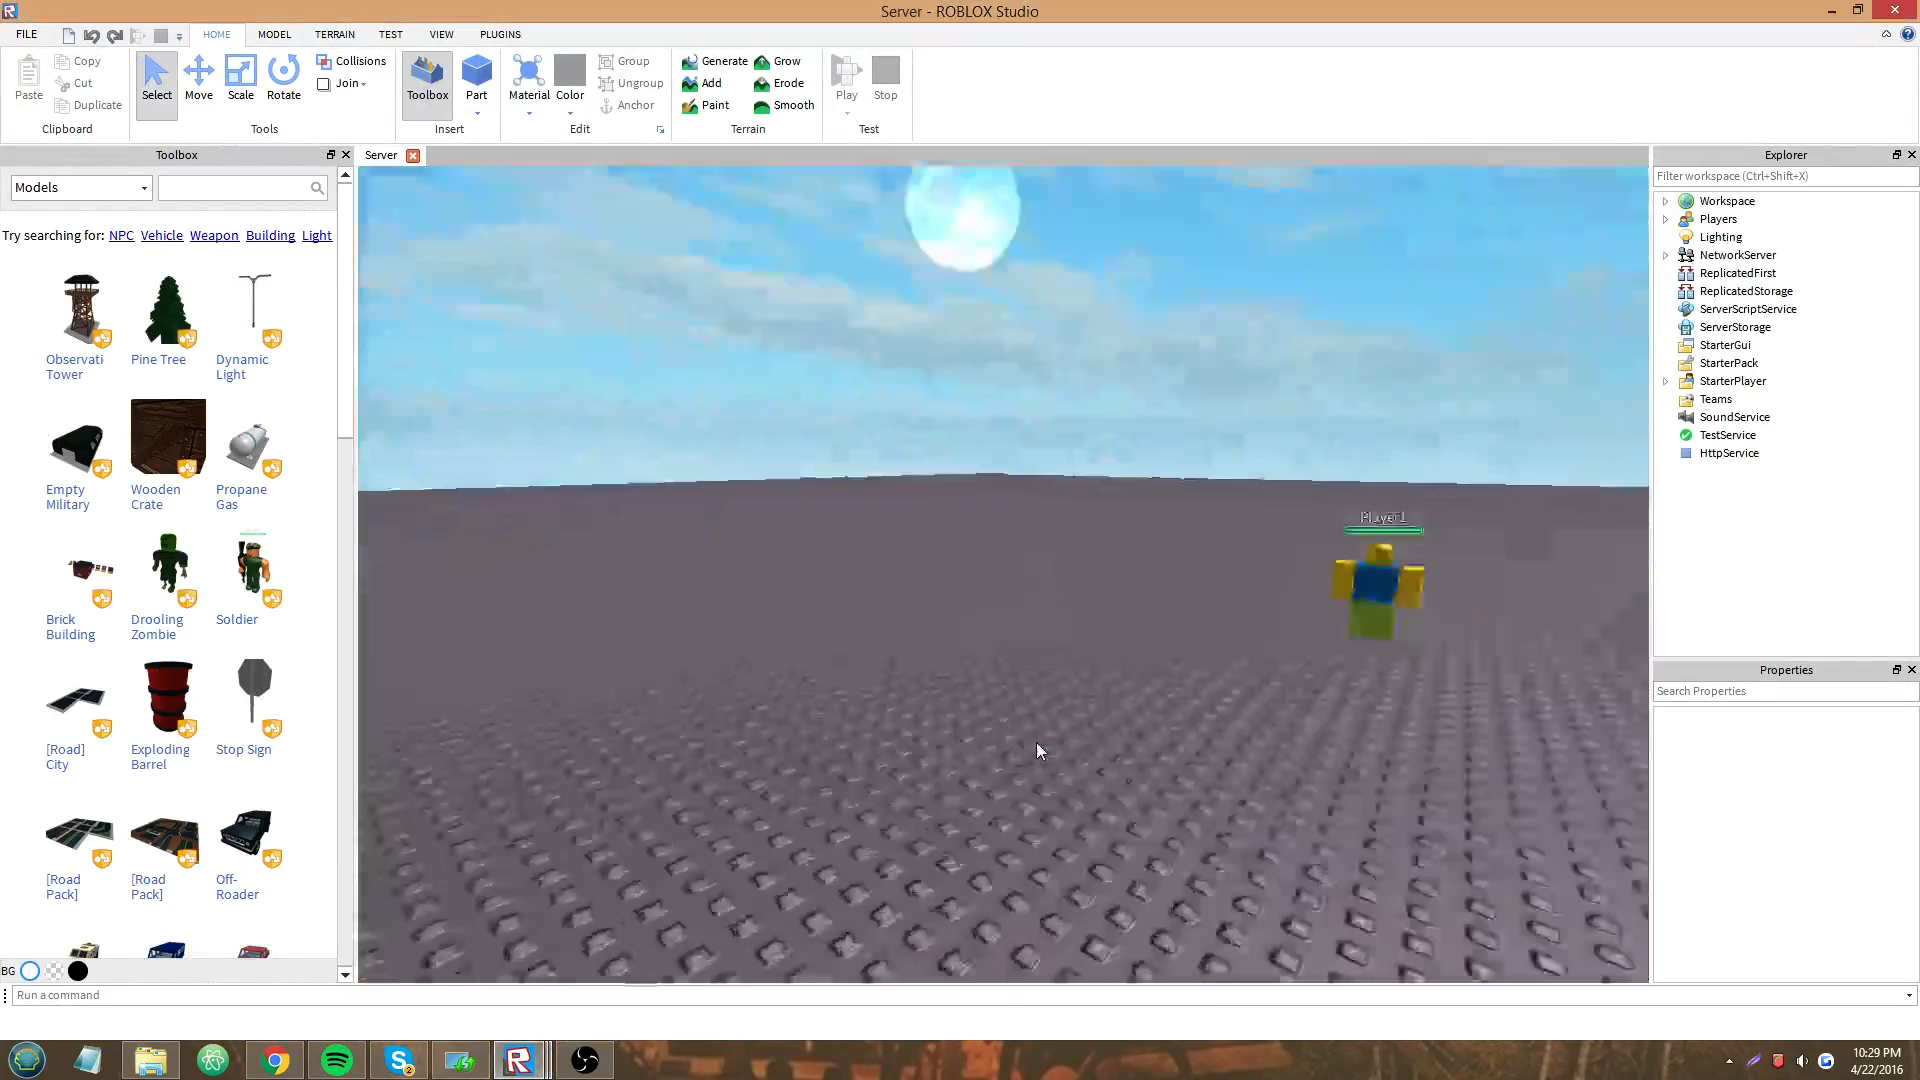 Server - ROBLOX Studio
FILE
HOME
MODEL
TERRAIN
TEST
VIEW
PLUGINS
Paste
Copy
Cut
Duplicate
Clipboard
Select
Move
Scale
Rotate
Collisions
Join
Tools
Toolbox
Part
Insert
Material
Color
Group
Ungroup
Anchor
Edit
Generate
Add
Paint
Grow
Erode
Smooth
Terrain
Play
Stop
Test
Toolbox
Models
Try searching for: NPC Vehicle Weapon Building Light
Observati
Tower
Pine Tree
Dynamic
Light
Empty
Military
Wooden
Crate
Propane
Gas
Brick
Building
Drooling
Zombie
Soldier
[Road]
City
Exploding
Barrel
Stop Sign
[Road
Pack]
[Road
Pack]
Off-
Roader
BG
Server
Player1
Explorer
Filter workspace (Ctrl+Shift+X)
Workspace
Players
Lighting
NetworkServer
ReplicatedFirst
ReplicatedStorage
ServerScriptService
ServerStorage
StarterGui
StarterPack
StarterPlayer
Teams
SoundService
TestService
HttpService
Properties
Search Properties
Run a command
2
10:29 PM
4/22/2016